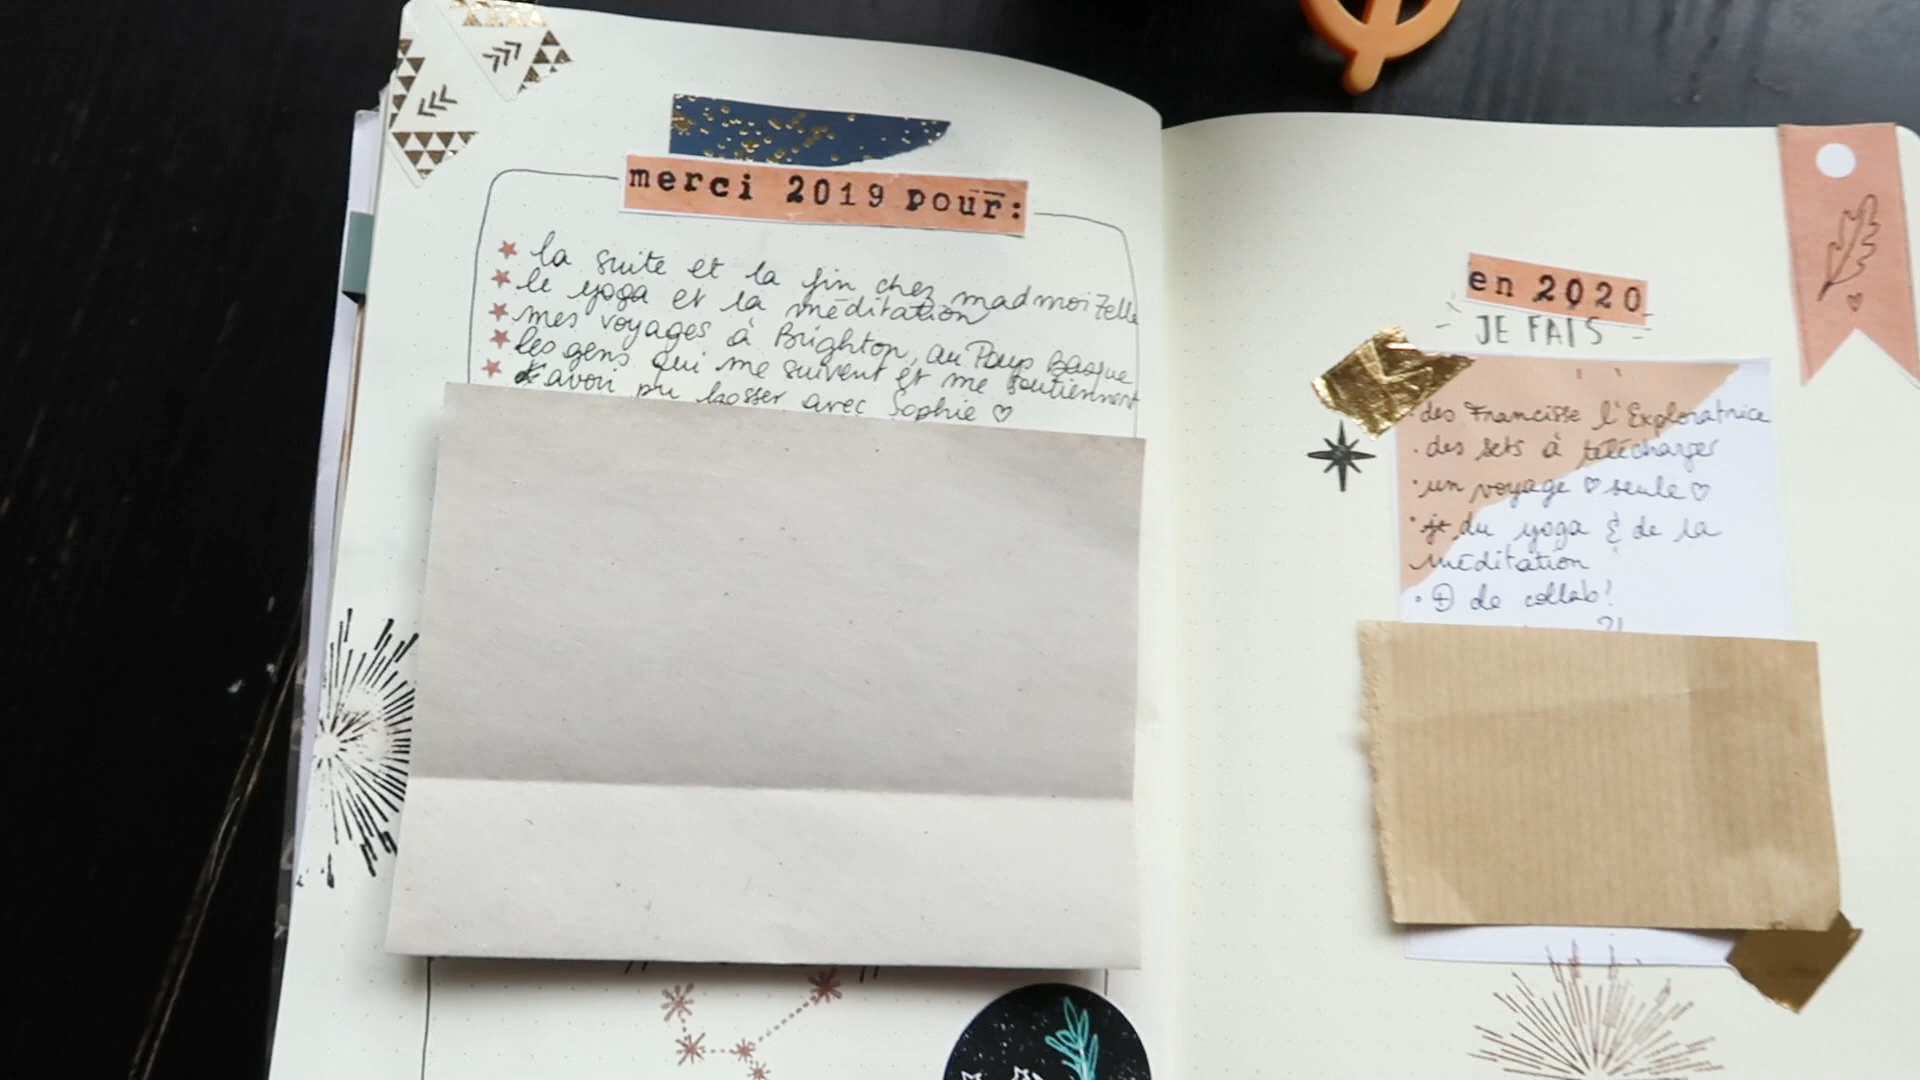 merci 2019 pour:
la suite et la fin chez madmoiZelle
le yoga et la méditation
mes voyages à Brighton, au Pays Basque
les gens qui me suivent et me soutiennent
avoir pu bosser avec Sophie ♡
en 2020
JE FAIS
· des Francisse l'Exploratrice
· des sets à télécharger
· un voyage ♡ seule ♡
· du yoga & de la
méditation
· ⊕ de collab!
?!